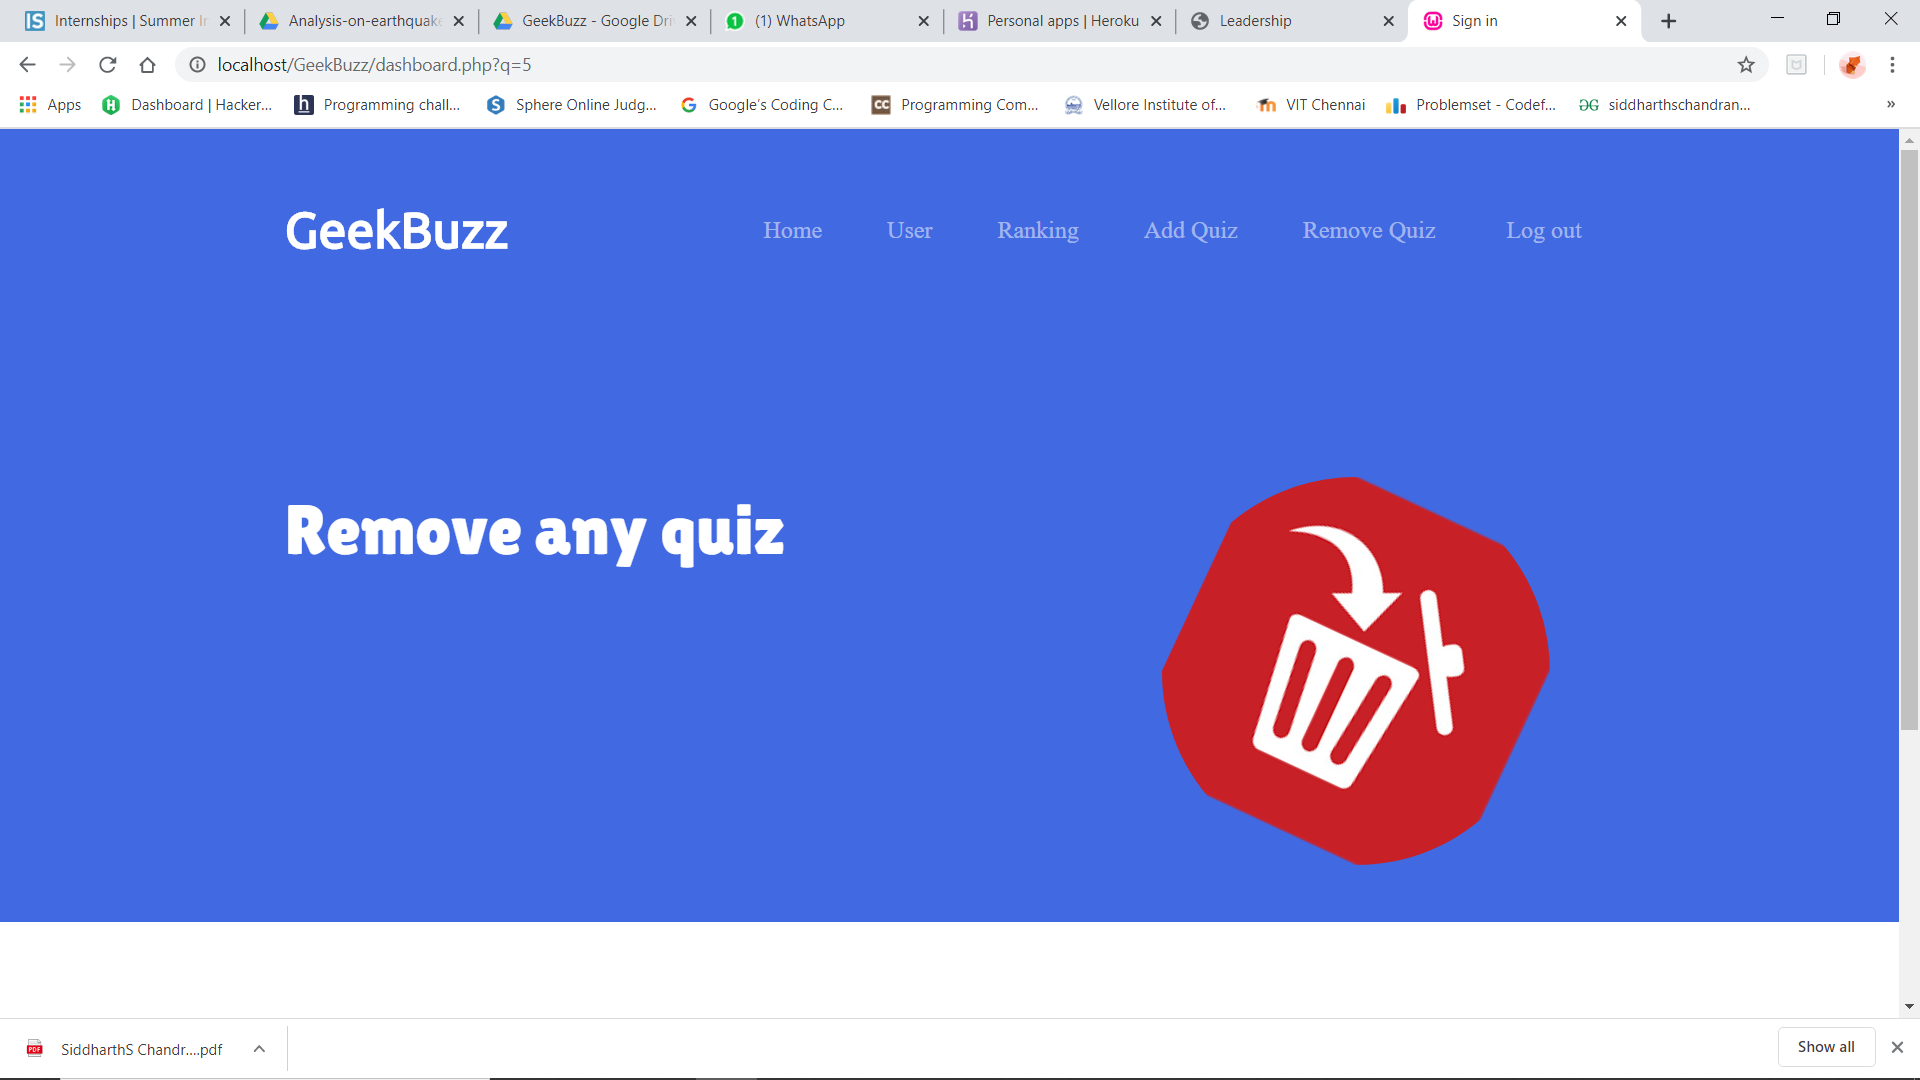 Internships | Summer I
Analysis-on-earthquake
GeekBuzz - Google Dri
(1) WhatsApp
Personal apps | Heroku
Leadership
Sign in
localhost/GeekBuzz/dashboard.php?q=5
Apps
Dashboard | Hacker...
Programming chall...
Sphere Online Judg...
Google's Coding C...
Programming Com...
Vellore Institute of...
VIT Chennai
Problemset - Codef...
siddharthschandran...
GeekBuzz
Home
User
Ranking
Add Quiz
Remove Quiz
Log out
Remove any quiz
SiddharthS Chandr....pdf
Show all